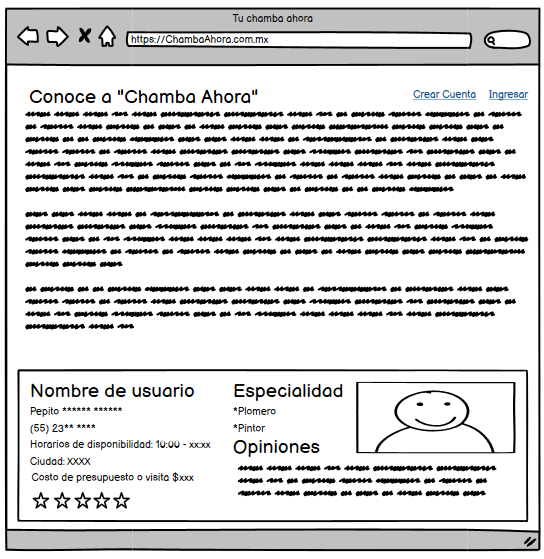 Tu chamba ahora
https://ChambaAhora.com.mx
Conoce a "Chamba Ahora"
Crear Cuenta Ingresar
Nombre de usuario
Pepito ****** ******
(55) 23** ****
Horarios de disponibilidad: 10:00 - xx:xx
Ciudad: XXXX
Costo de presupuesto o visita $xxx
Especialidad
*Plomero
*Pintor
Opiniones